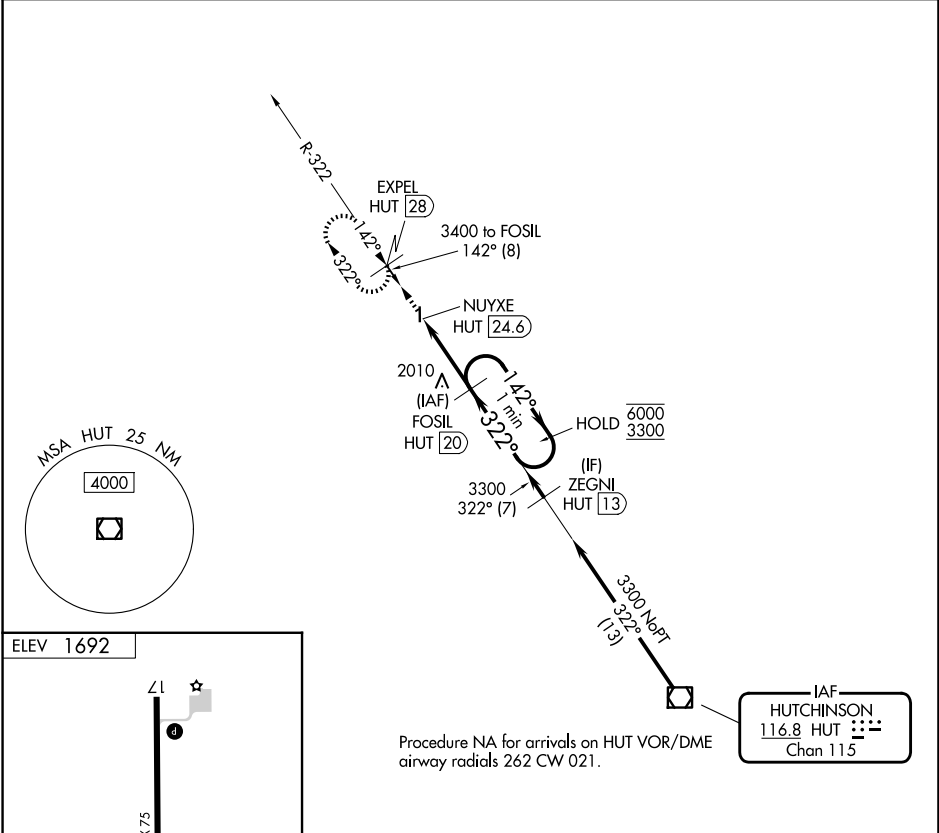 R-322
EXPEL
HUT 28
142°
322°
3400 to FOSIL
142° (8)
NUYXE
HUT 24.6
2010
(IAF)
FOSIL
HUT 20
142°
1 min
322°
HOLD 6000
3300
(IF)
ZEGNI
HUT 13
3300
322° (7)
MSA HUT 25 NM
4000
3300 NoPT
322°
(13)
IAF
HUTCHINSON
116.8 HUT
Chan 115
Procedure NA for arrivals on HUT VOR/DME
airway radials 262 CW 021.
ELEV 1692
17
P
X 75